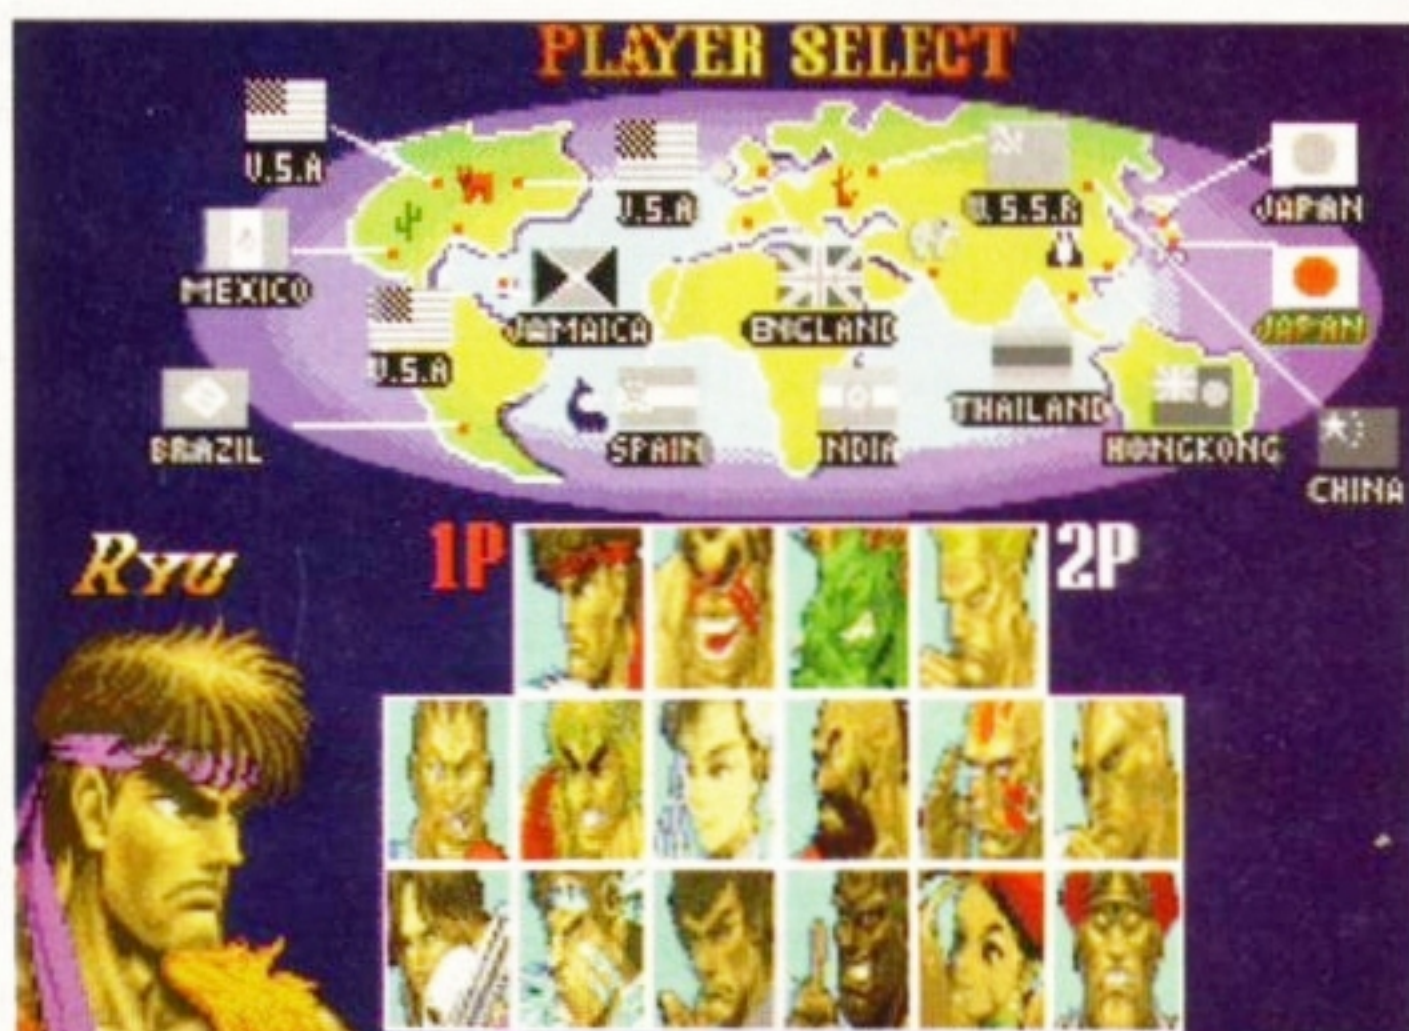 PLAYER SELECT
U.S.A
U.S.A
U.S.S.R
JAPAN
MEXICO
JAMAICA
ENGLAND
JAPAN
U.S.A
BRAZIL
SPAIN
INDIA
THAILAND
HONGKONG
CHINA
RYU
1P
2P